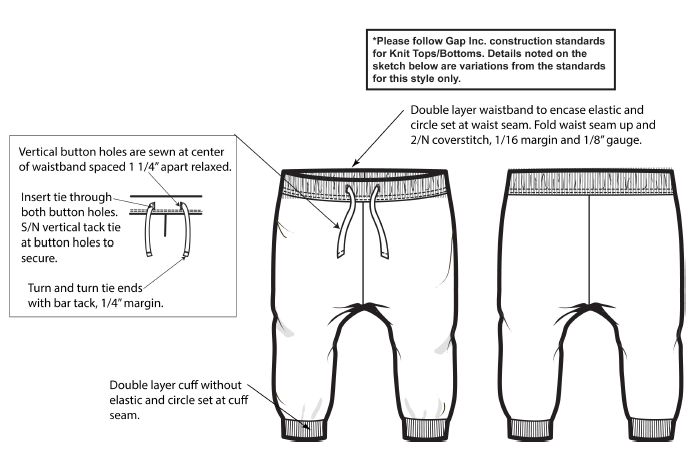 *Please follow Gap Inc. construction standards
for Knit Tops/Bottoms. Details noted on the
sketch below are variations from the standards
for this style only.
Double layer waistband to encase elastic and
circle set at waist seam. Fold waist seam up and
2/N coverstitch, 1/16 margin and 1/8” gauge.
Vertical button holes are sewn at center
of waistband spaced 1 1/4” apart relaxed.
Insert tie through
both button holes.
S/N vertical tack tie
at button holes to
secure.
Turn and turn tie ends
with bar tack, 1/4” margin.
Double layer cuff without
elastic and circle set at cuff
seam.